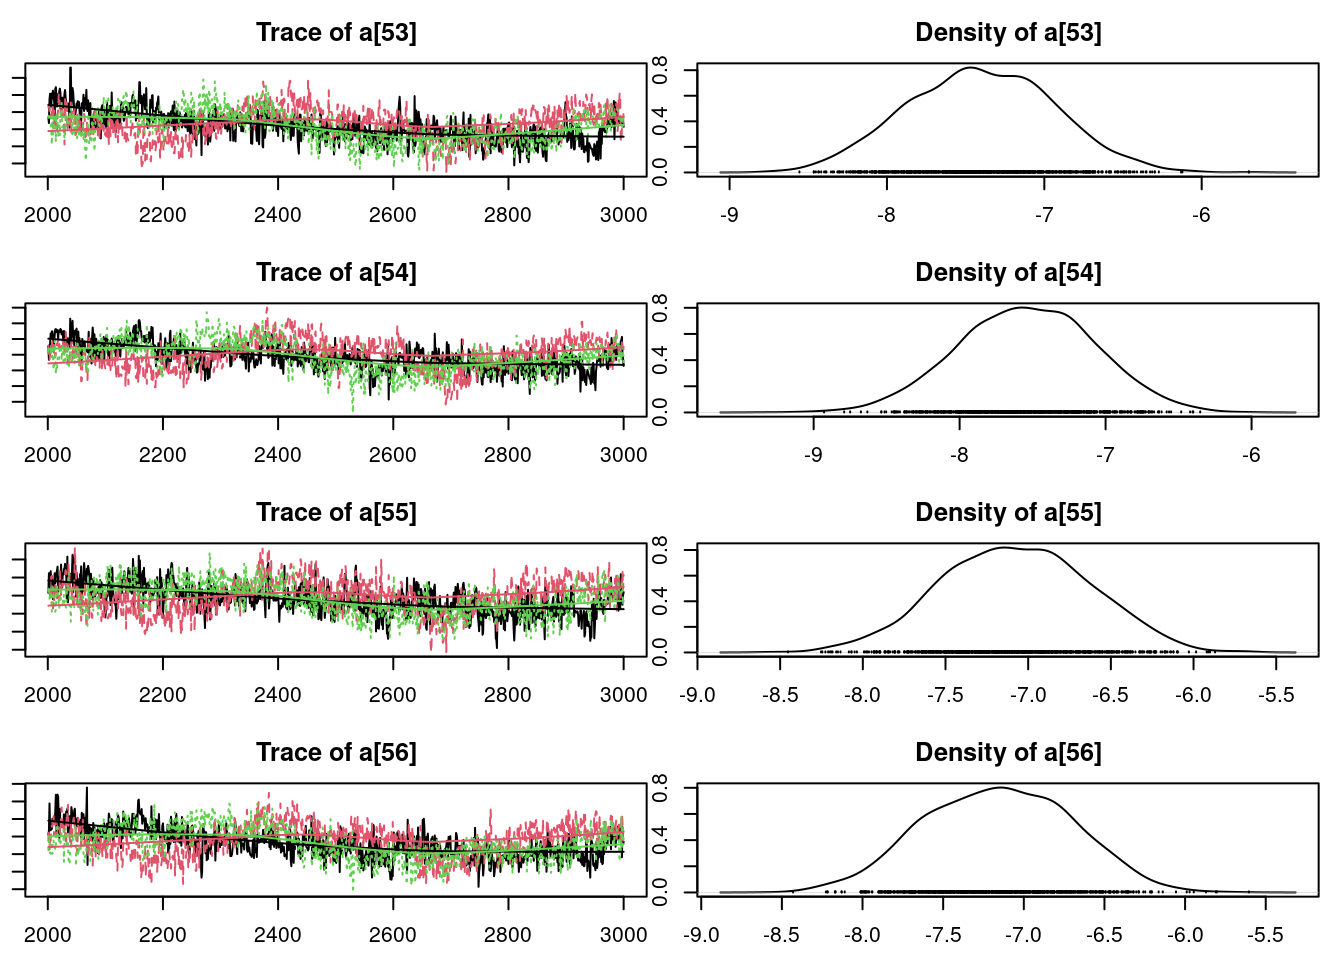 Trace of a[53]
Density of a[53]
0.0 0.4 0.8
2000 2200 2400 2600 2800 3000
-9 -8 -7 -6
Trace of a[54]
Density of a[54]
0.0 0.4 0.8
2000 2200 2400 2600 2800 3000
-9 -8 -7 -6
Trace of a[55]
Density of a[55]
0.0 0.4 0.8
2000 2200 2400 2600 2800 3000
-9.0 -8.5 -8.0 -7.5 -7.0 -6.5 -6.0 -5.5
Trace of a[56]
Density of a[56]
0.0 0.4 0.8
2000 2200 2400 2600 2800 3000
-9.0 -8.5 -8.0 -7.5 -7.0 -6.5 -6.0 -5.5